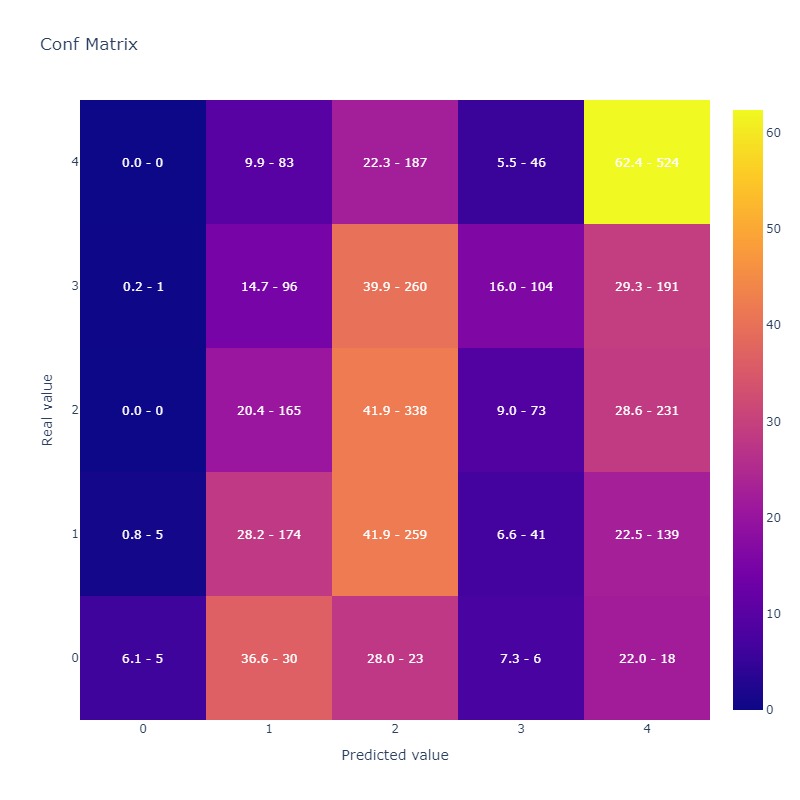 Conf Matrix
4 0.0 - 0 9.9 - 83 22.3 - 187 5.5 - 46 62.4 - 524
3 0.2 - 1 14.7 - 96 39.9 - 260 16.0 - 104 29.3 - 191
2 0.0 - 0 20.4 - 165 41.9 - 338 9.0 - 73 28.6 - 231
1 0.8 - 5 28.2 - 174 41.9 - 259 6.6 - 41 22.5 - 139
0 6.1 - 5 36.6 - 30 28.0 - 23 7.3 - 6 22.0 - 18
0 1 2 3 4
Predicted value
Real value
60
50
40
30
20
10
0